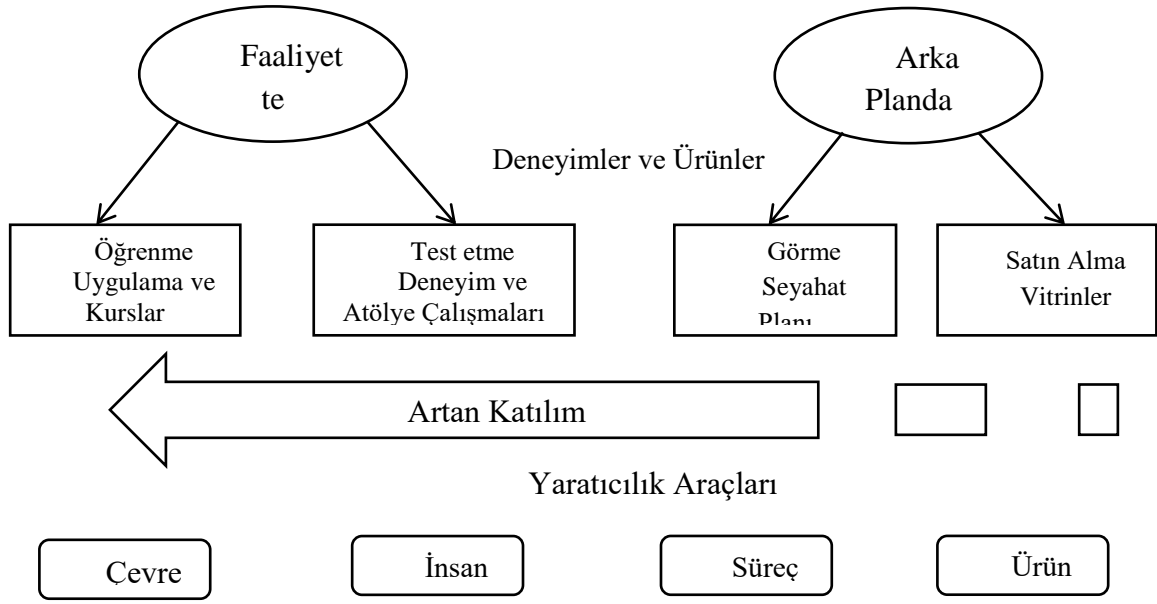 Faaliyet
te
Arka
Planda
Deneyimler ve Ürünler
Öğrenme
Uygulama ve
Kurslar
Test etme
Deneyim ve
Atölye Çalışmaları
Görme
Seyahat
Planı
Satın Alma
Vitrinler
Artan Katılım
Yaratıcılık Araçları
Çevre
İnsan
Süreç
Ürün